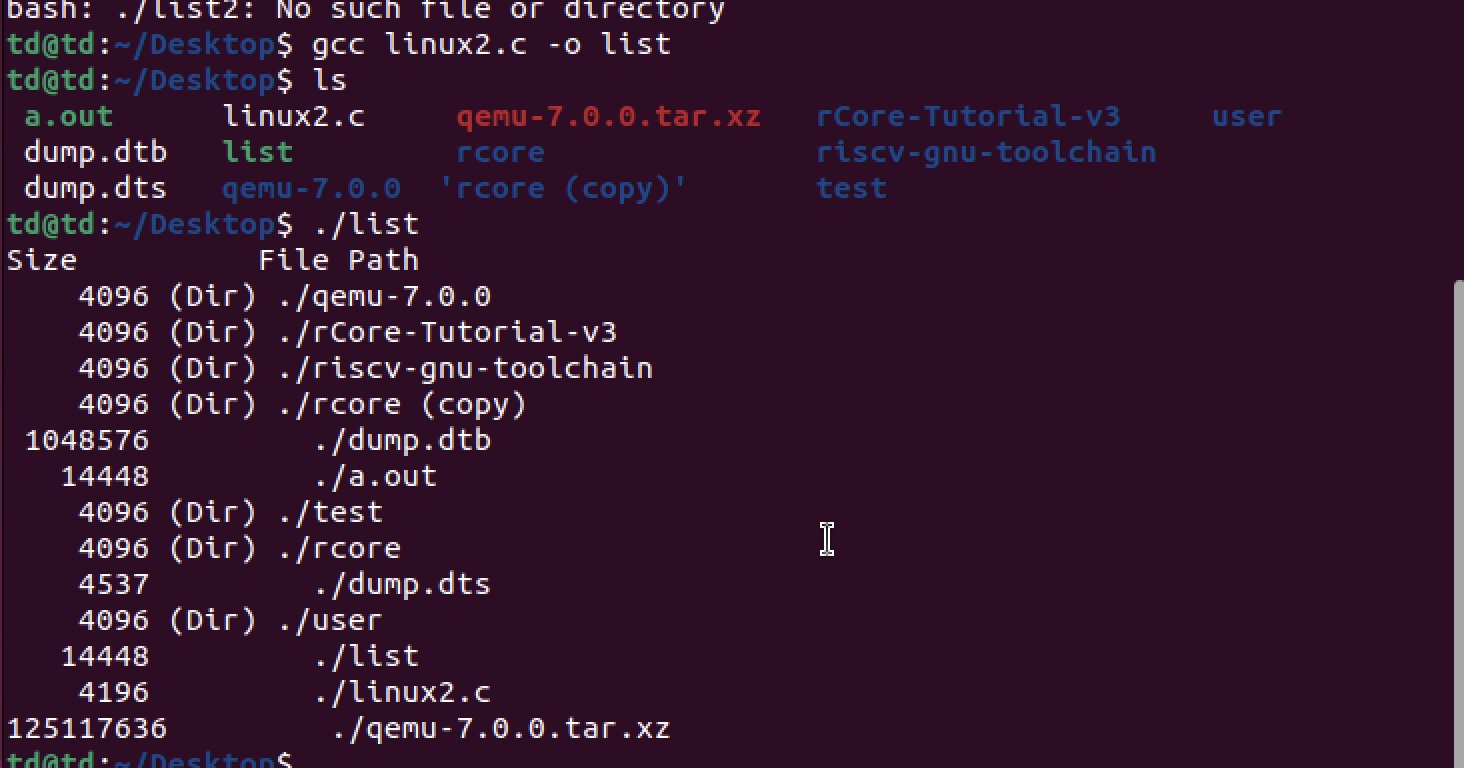 bash: ./list2: No such file or directory
td@td:~/Desktop$ gcc linux2.c -o list
td@td:~/Desktop$ ls
 a.out      linux2.c     qemu-7.0.0.tar.xz   rCore-Tutorial-v3     user
 dump.dtb   list         rcore               riscv-gnu-toolchain
 dump.dts   qemu-7.0.0  'rcore (copy)'       test
td@td:~/Desktop$ ./list
Size          File Path
    4096 (Dir) ./qemu-7.0.0
    4096 (Dir) ./rCore-Tutorial-v3
    4096 (Dir) ./riscv-gnu-toolchain
    4096 (Dir) ./rcore (copy)
 1048576         ./dump.dtb
   14448         ./a.out
    4096 (Dir) ./test
    4096 (Dir) ./rcore
    4537         ./dump.dts
    4096 (Dir) ./user
   14448         ./list
    4196         ./linux2.c
125117636         ./qemu-7.0.0.tar.xz
td@td:~/Desktop$